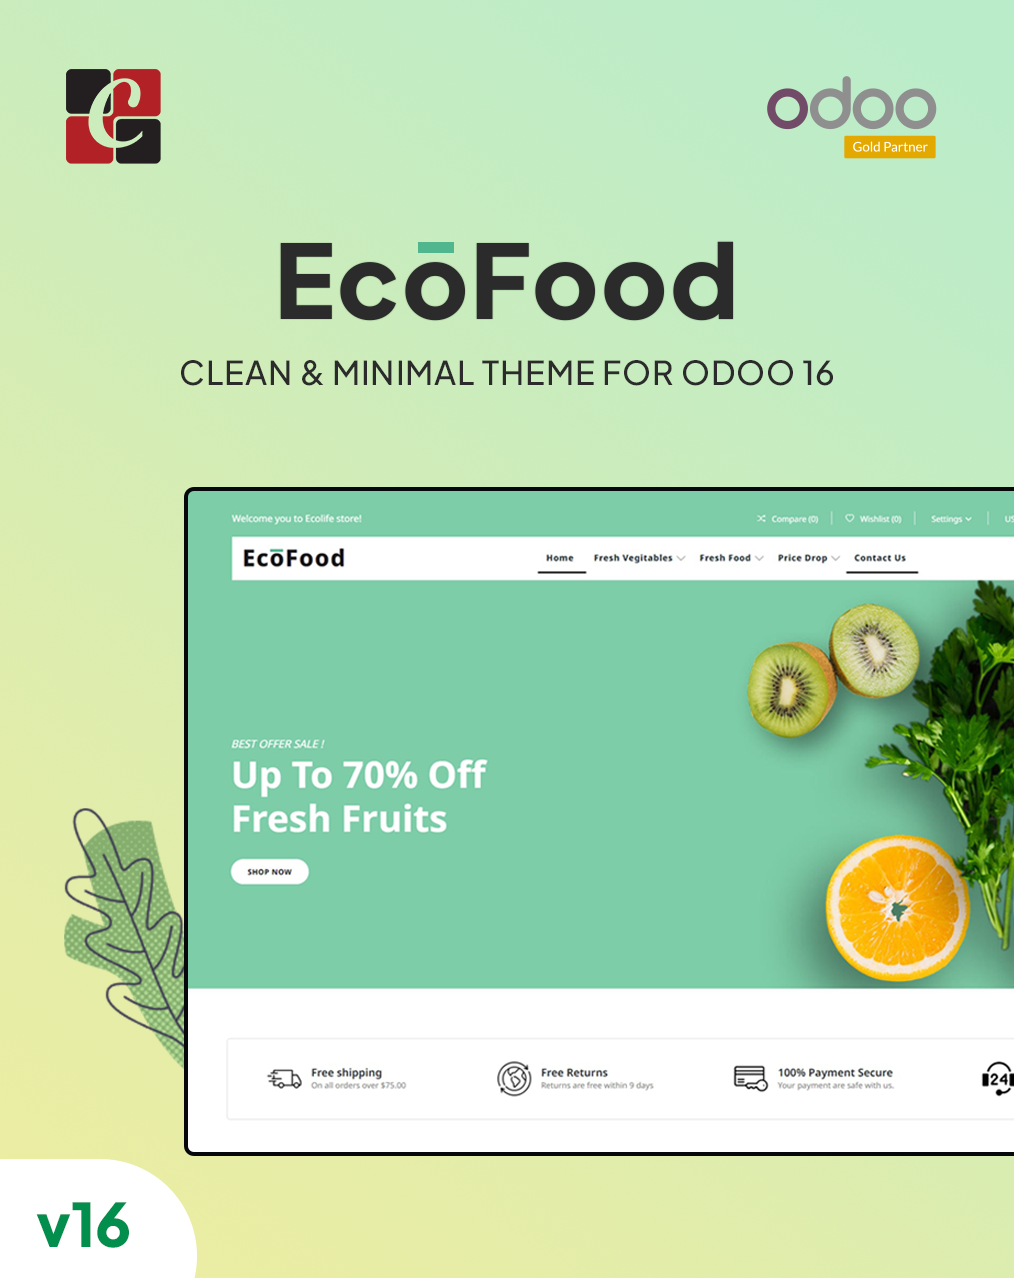 C
odoo
Gold Partner
EcōFood
CLEAN & MINIMAL THEME FOR ODOO 16
Welcome you to Ecolife store!
Compare (0)
Wishlist (0)
Settings
US
EcōFood
Home
Fresh Vegitables
Fresh Food
Price Drop
Contact Us
BEST OFFER SALE !
Up To 70% Off
Fresh Fruits
SHOP NOW
Free shipping
On all orders over $75.00
Free Returns
Returns are free within 9 days
100% Payment Secure
Your payment are safe with us.
24
v16